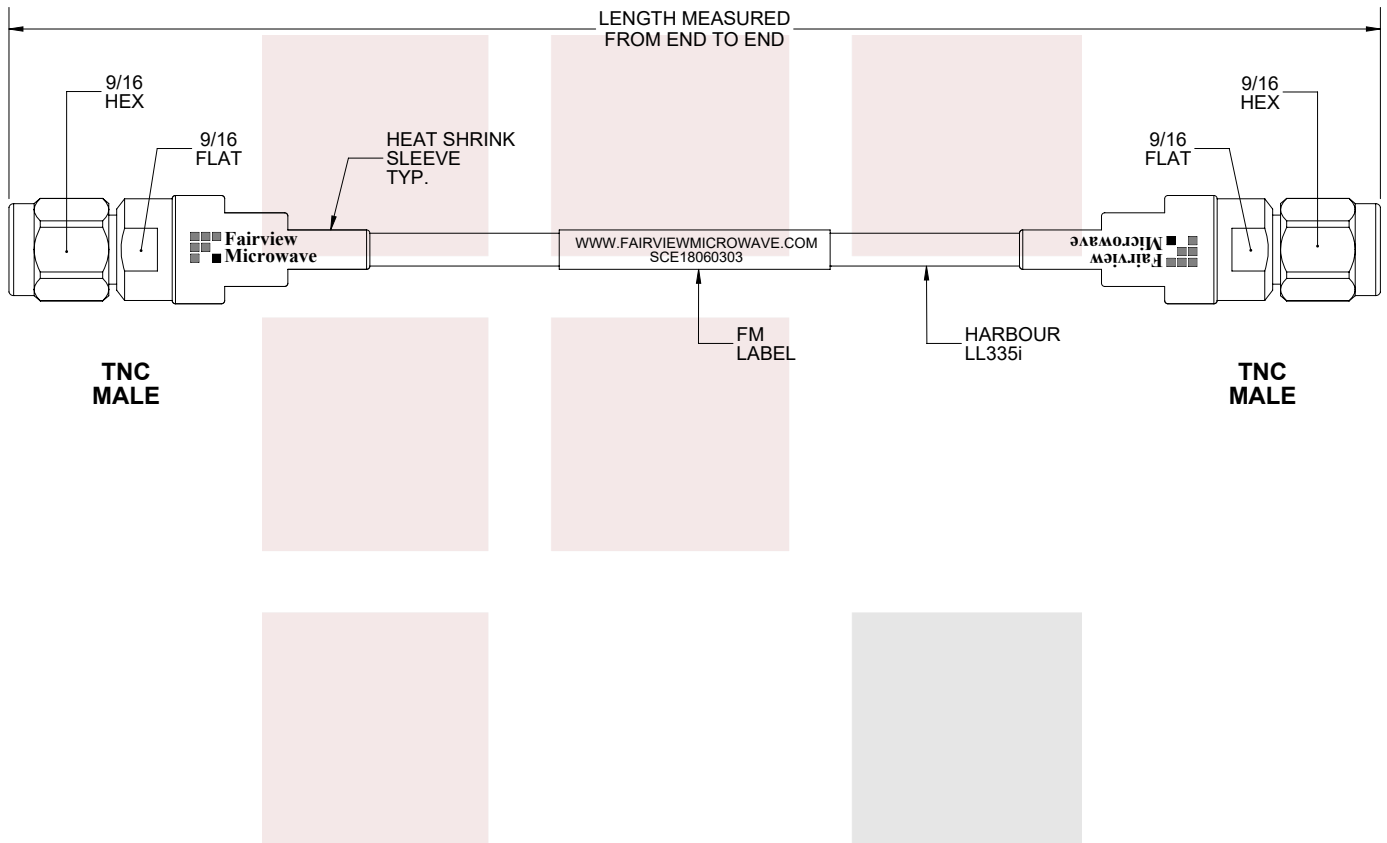 LENGTH MEASURED
FROM END TO END
9/16
HEX
9/16
FLAT
HEAT SHRINK
SLEEVE
TYP.
9/16
FLAT
9/16
HEX
Fairview
Microwave
WWW.FAIRVIEWMICROWAVE.COM
SCE18060303
Fairview
Microwave
FM
LABEL
HARBOUR
LL335i
TNC
MALE
TNC
MALE